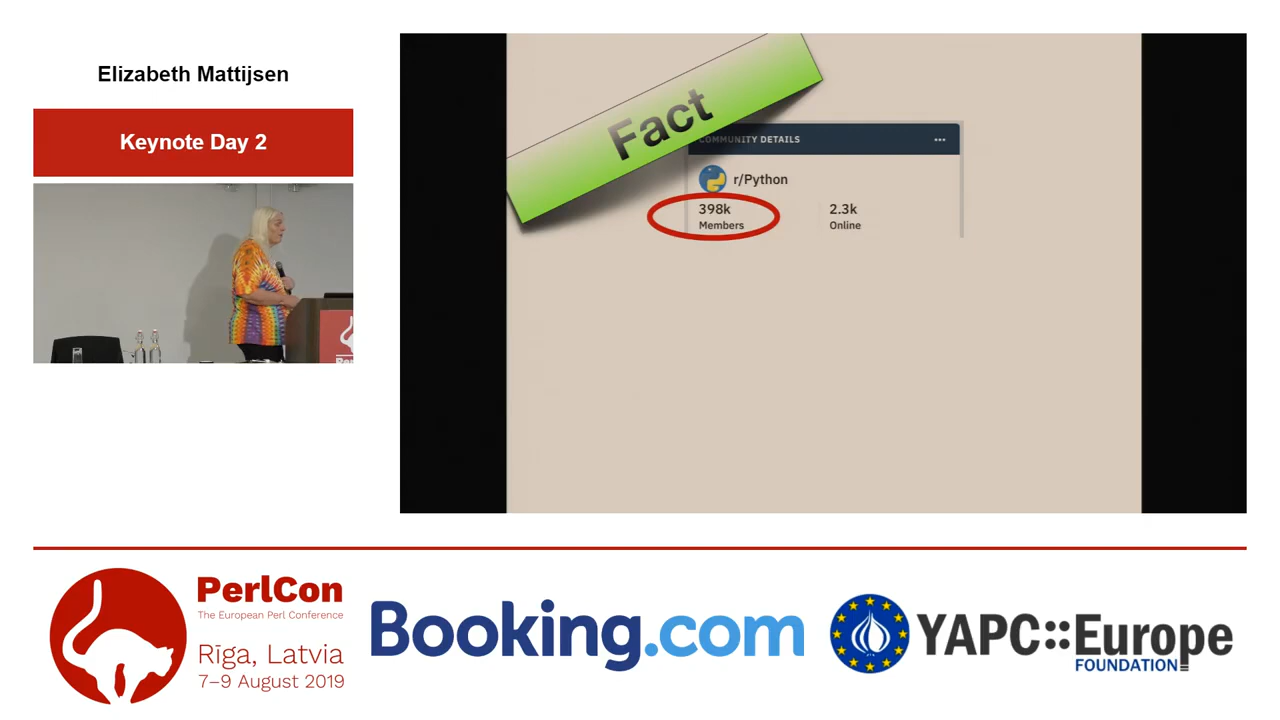 Elizabeth Mattijsen
Keynote Day 2
Fact
COMMUNITY DETAILS
r/Python
398k
2.3k
Members
Online
PerlCon
The European Perl Conference
Rīga, Latvia
7–9 August 2019
Booking.com
YAPC::Europe
FOUNDATION